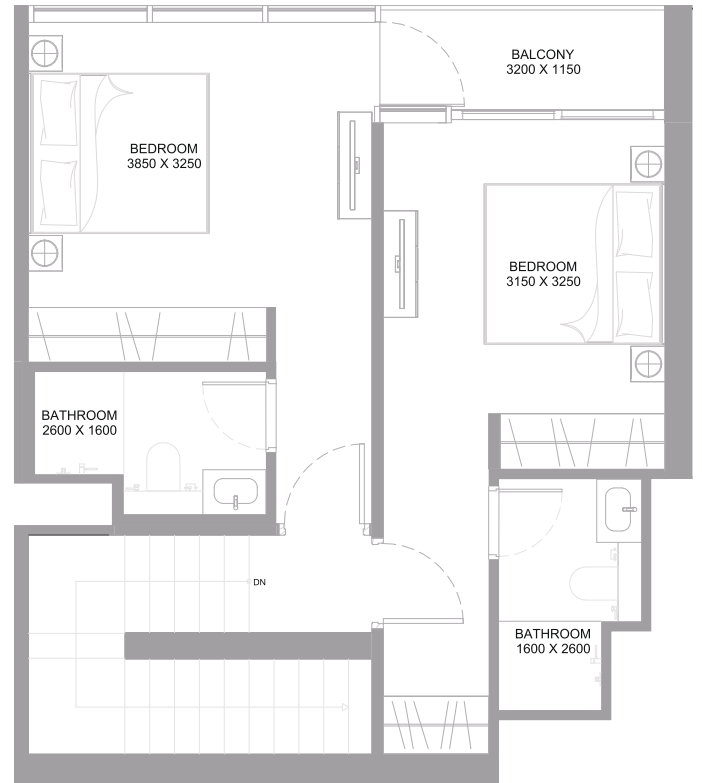 BALCONY
3200 X 1150
BEDROOM
3850 X 3250
BEDROOM
3150 X 3250
BATHROOM
2600 X 1600
DN
BATHROOM
1600 X 2600